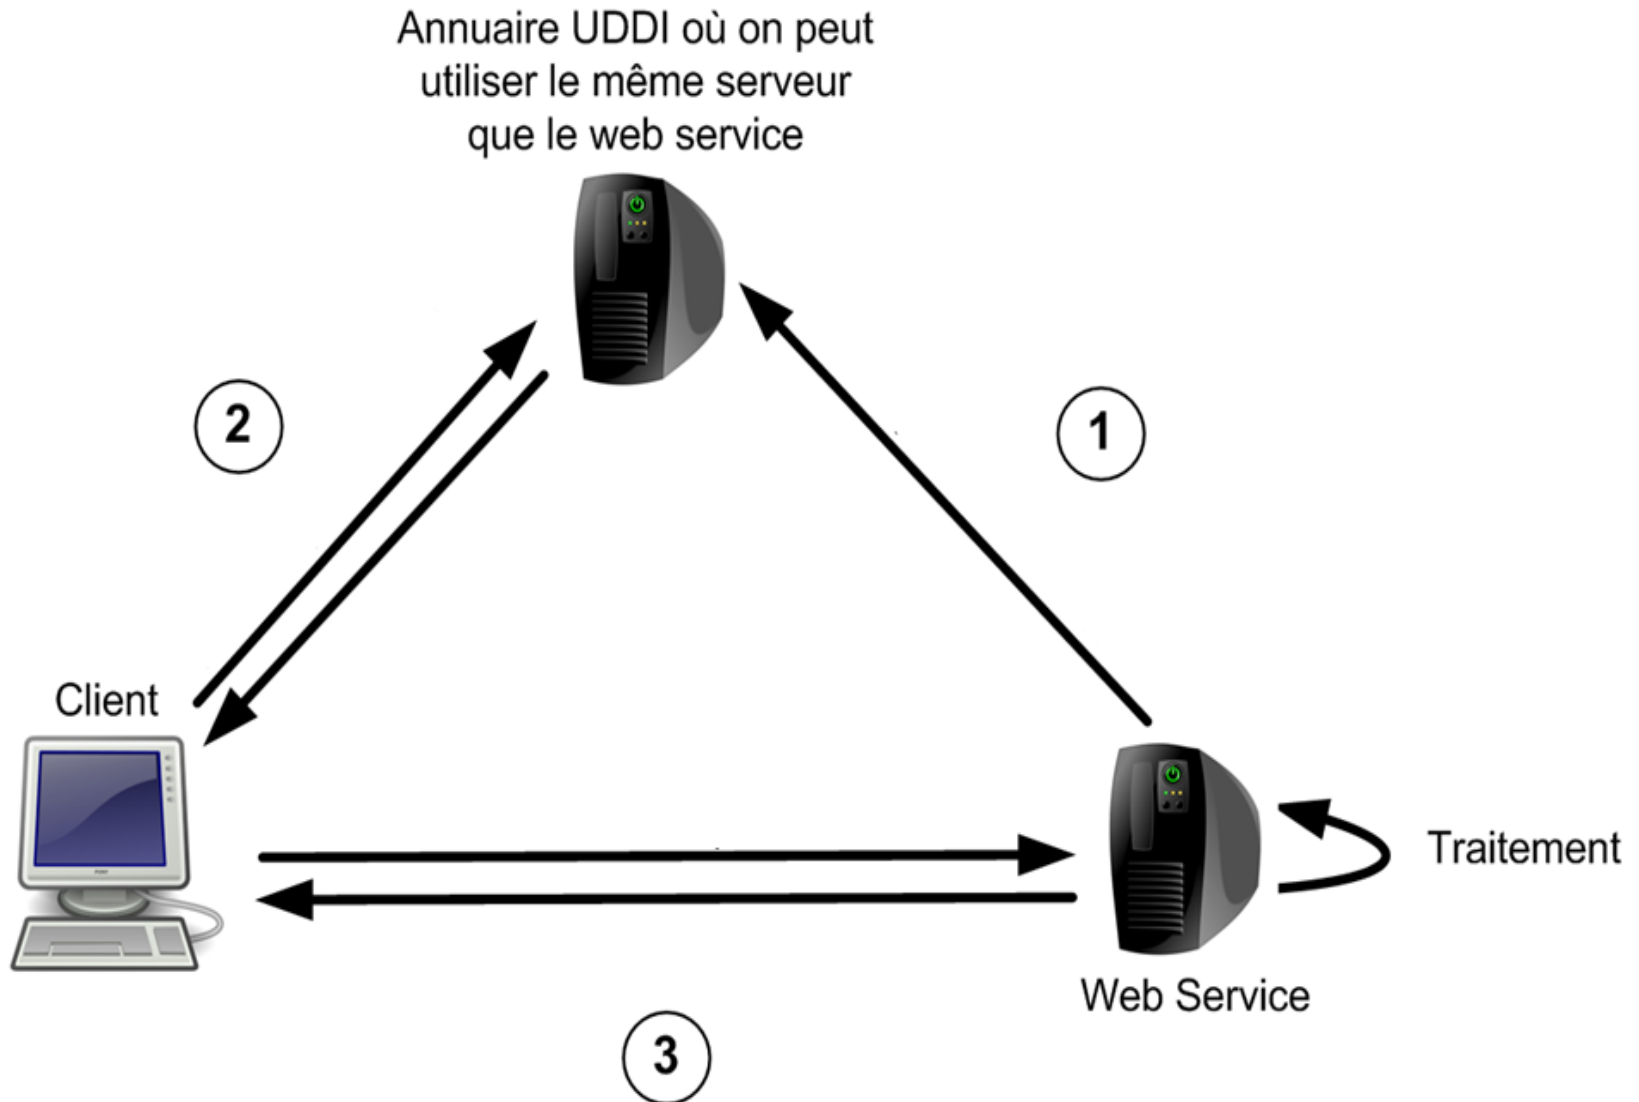 Annuaire UDDI où on peut
utiliser le même serveur
que le web service
2
1
Client
Traitement
Web Service
3